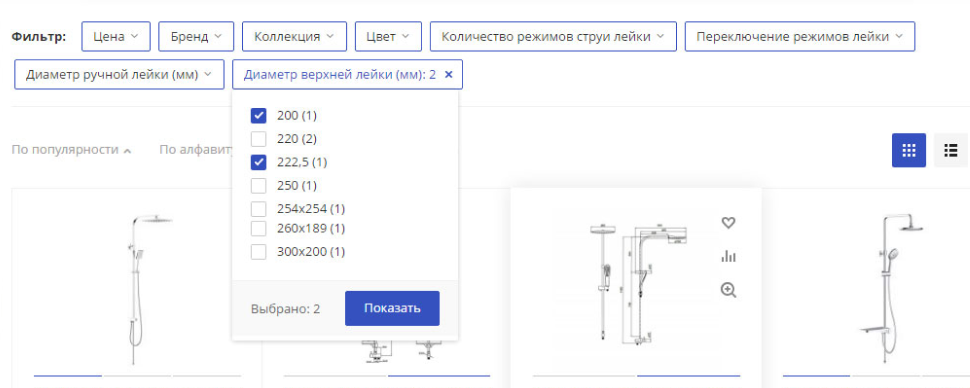 Фильтр: Цена Бренд Коллекция Цвет Количество режимов струи лейки Переключение режимов лейки
Диаметр ручной лейки (мм) Диаметр верхней лейки (мм): 2 ×
200 (1)
220 (2)
222,5 (1)
250 (1)
254x254 (1)
260x189 (1)
300x200 (1)
Выбрано: 2 Показать
По популярности По алфавит